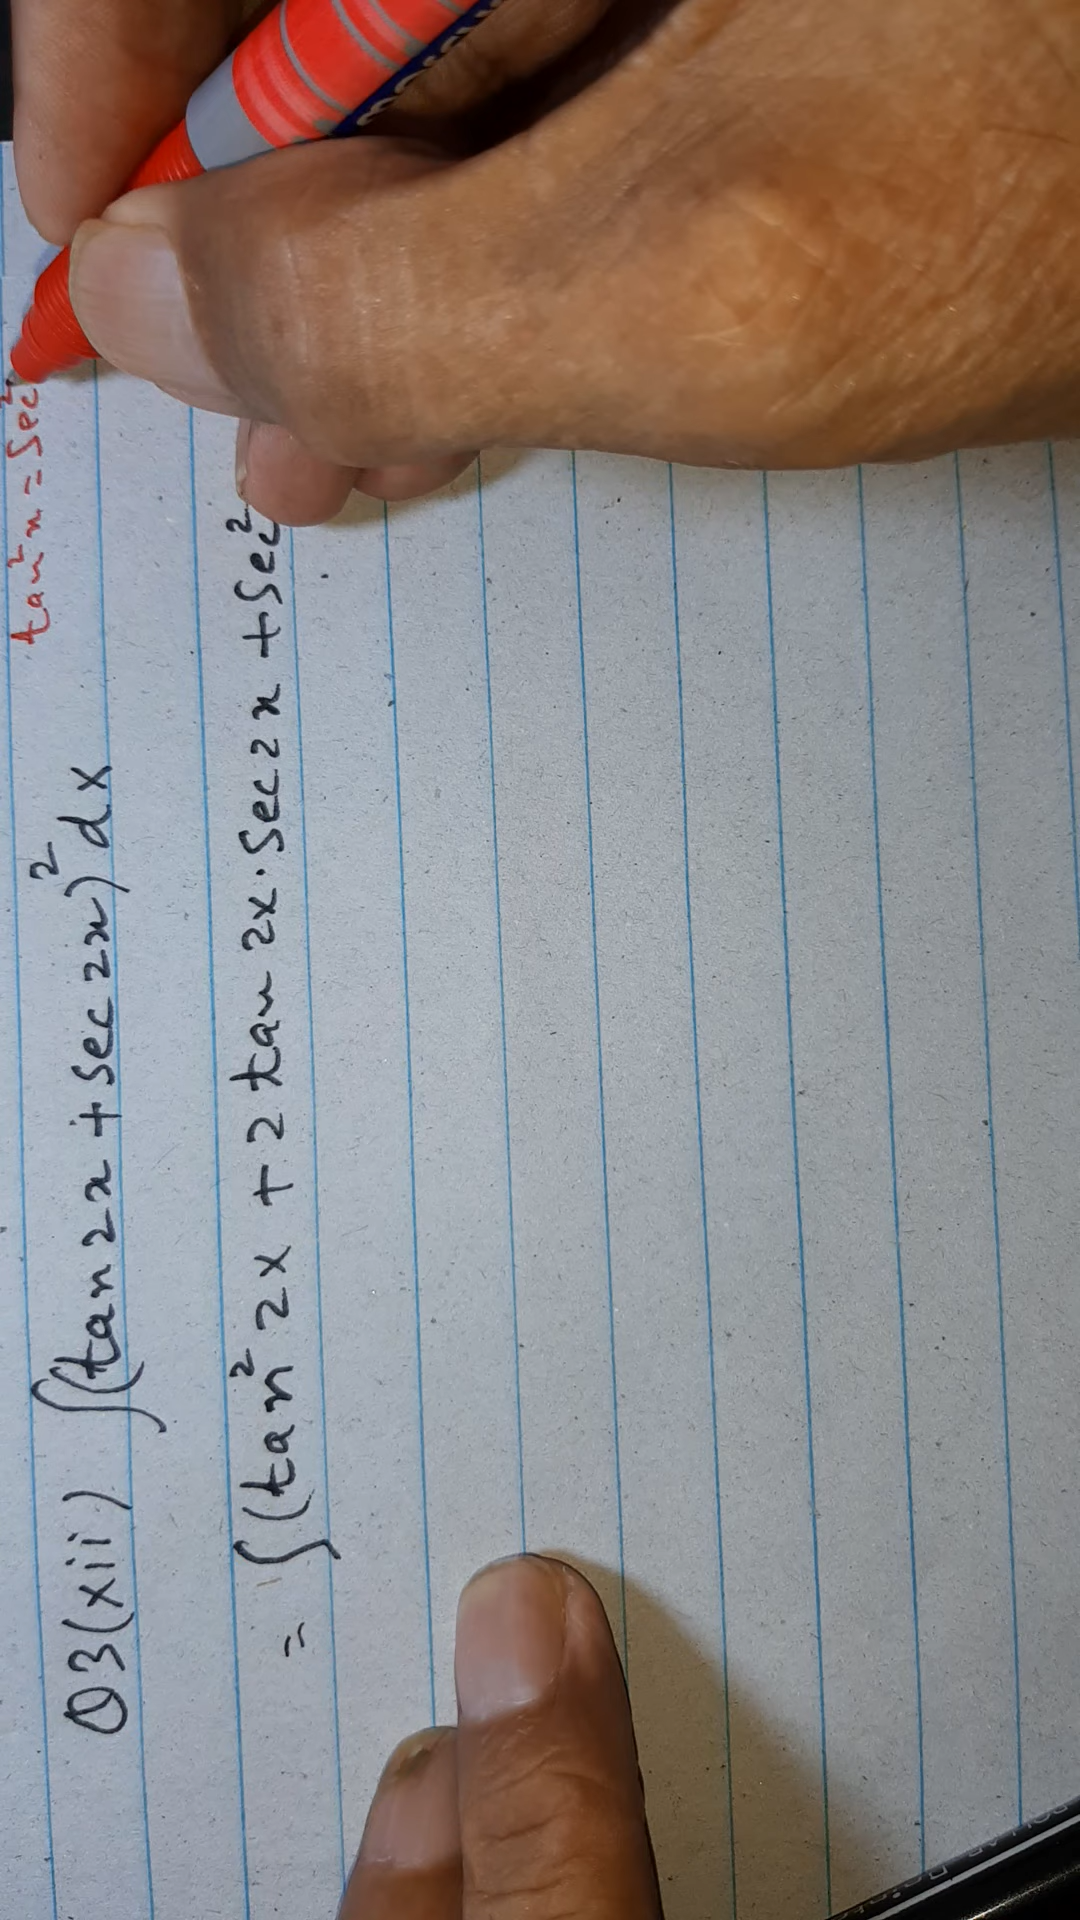 tan²x = sec²
Q3(xii) ∫(tan 2x + sec 2x)² dx
= ∫(tan² 2x + 2 tan 2x · sec 2x + sec²